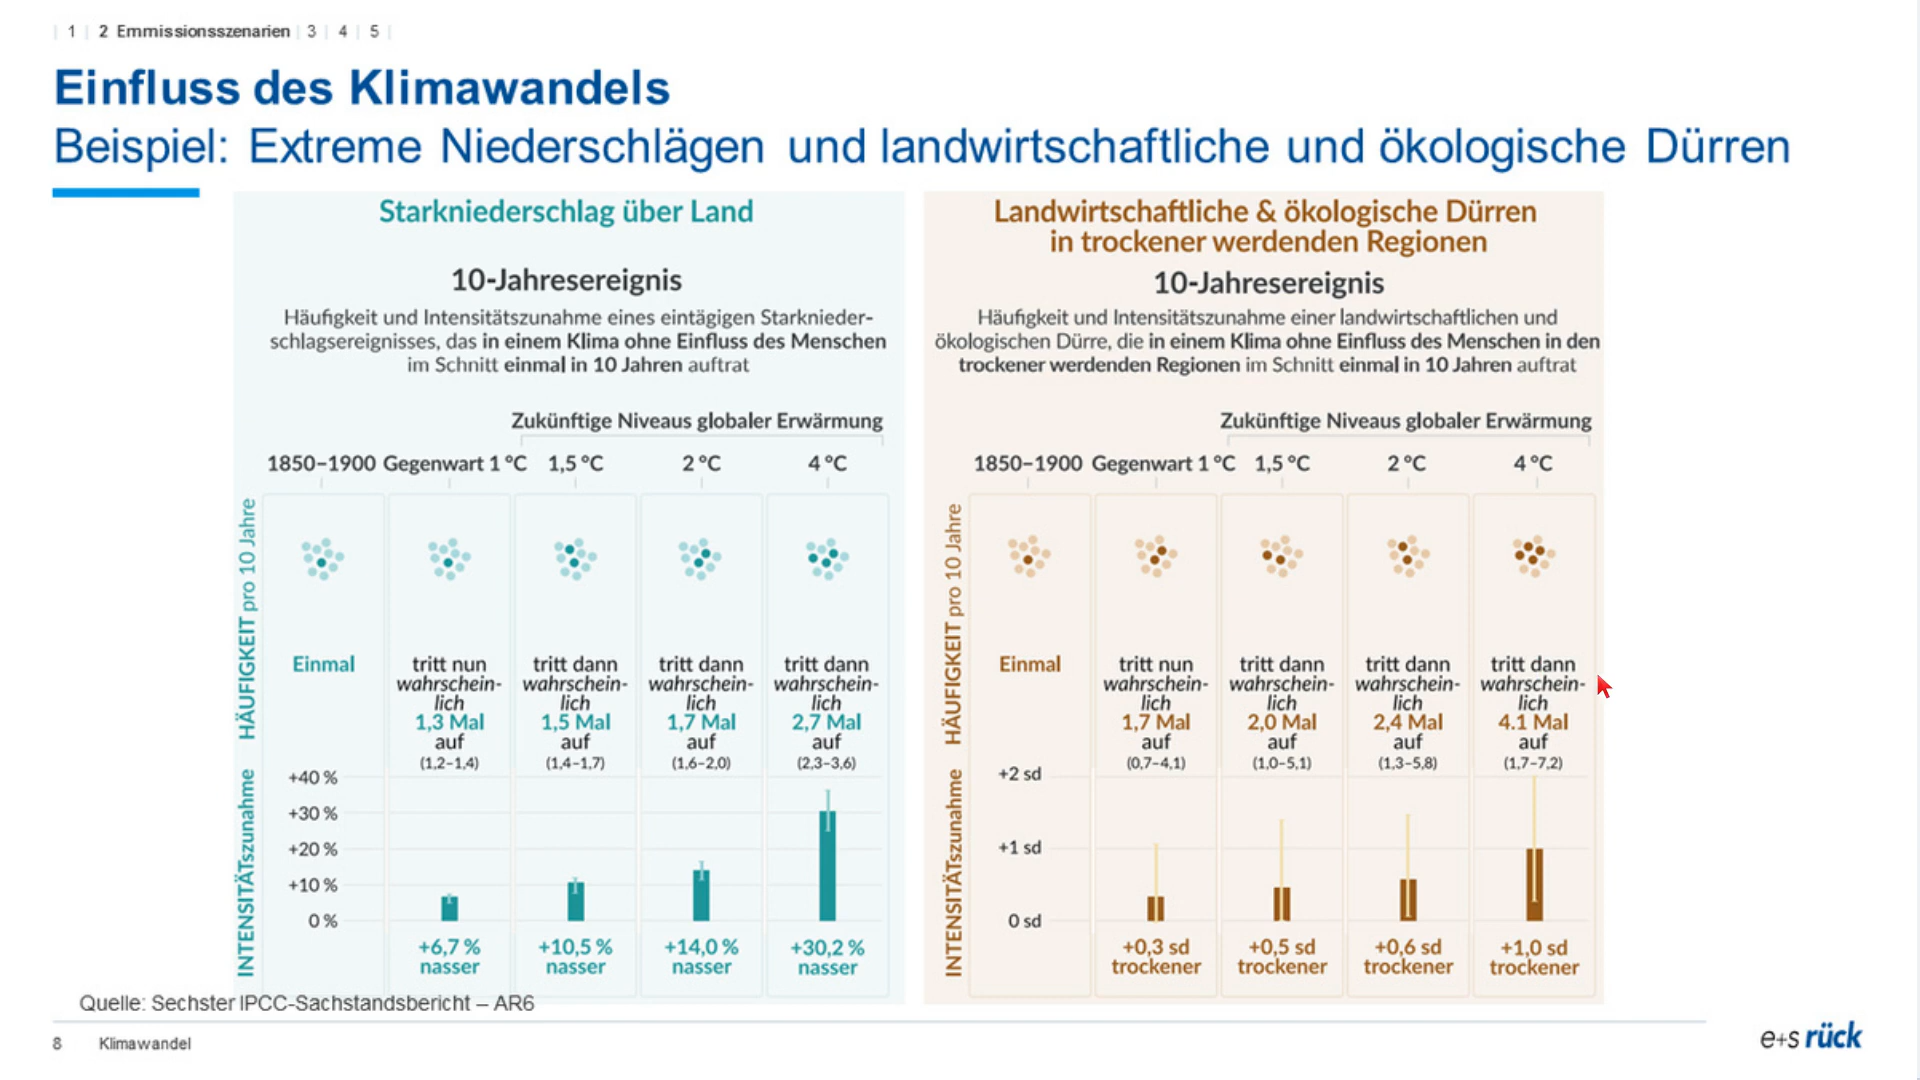 1 2 Emmissionsszenarien 3 4 5
Einfluss des Klimawandels
Beispiel: Extreme Niederschlägen und landwirtschaftliche und ökologische Dürren
Starkniederschlag über Land
10-Jahresereignis
Häufigkeit und Intensitätszunahme eines eintägigen Starknieder-
schlagsereignisses, das in einem Klima ohne Einfluss des Menschen
im Schnitt einmal in 10 Jahren auftrat
Zukünftige Niveaus globaler Erwärmung
1850–1900 Gegenwart 1 °C 1,5 °C 2 °C 4 °C
HÄUFIGKEIT pro 10 Jahre
Einmal
tritt nun
wahrschein-
lich
1,3 Mal
auf
(1,2–1,4)
tritt dann
wahrschein-
lich
1,5 Mal
auf
(1,4–1,7)
tritt dann
wahrschein-
lich
1,7 Mal
auf
(1,6–2,0)
tritt dann
wahrschein-
lich
2,7 Mal
auf
(2,3–3,6)
INTENSITÄTszunahme
+40 %
+30 %
+20 %
+10 %
0 %
+6,7 %
nasser
+10,5 %
nasser
+14,0 %
nasser
+30,2 %
nasser
Landwirtschaftliche & ökologische Dürren
in trockener werdenden Regionen
10-Jahresereignis
Häufigkeit und Intensitätszunahme einer landwirtschaftlichen und
ökologischen Dürre, die in einem Klima ohne Einfluss des Menschen in den
trockener werdenden Regionen im Schnitt einmal in 10 Jahren auftrat
Zukünftige Niveaus globaler Erwärmung
1850–1900 Gegenwart 1 °C 1,5 °C 2 °C 4 °C
HÄUFIGKEIT pro 10 Jahre
Einmal
tritt nun
wahrschein-
lich
1,7 Mal
auf
(0,7–4,1)
tritt dann
wahrschein-
lich
2,0 Mal
auf
(1,0–5,1)
tritt dann
wahrschein-
lich
2,4 Mal
auf
(1,3–5,8)
tritt dann
wahrschein-
lich
4.1 Mal
auf
(1,7–7,2)
INTENSITÄTszunahme
+2 sd
+1 sd
0 sd
+0,3 sd
trockener
+0,5 sd
trockener
+0,6 sd
trockener
+1,0 sd
trockener
Quelle: Sechster IPCC-Sachstandsbericht – AR6
8 Klimawandel
e+s rück